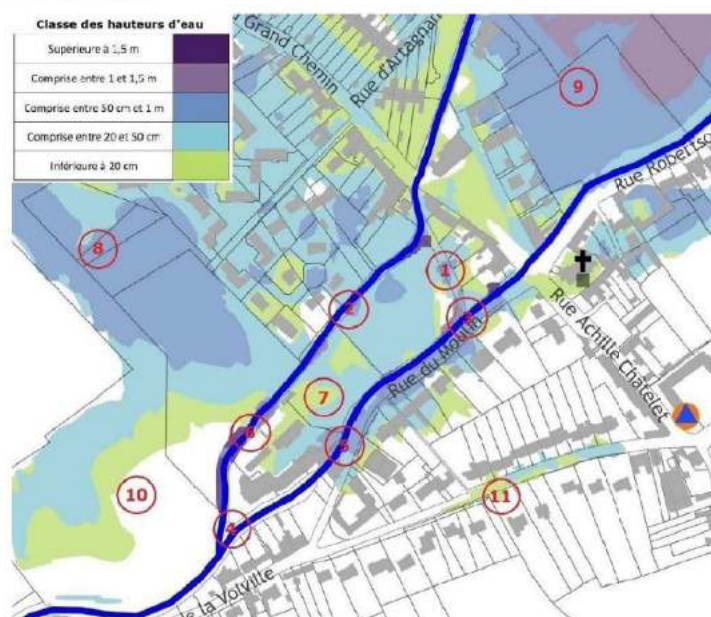 Classe des hauteurs d'eau
Supérieure à 1,5 m
Comprise entre 1 et 1,5 m
Comprise entre 50 cm et 1 m
Comprise entre 20 et 50 cm
Inférieure à 20 cm
Grand Chemin
Rue d'Artagnan
9
Rue Robertso
8
1
2
3
Rue du Moulin
Rue Achille Châtelet
7
6
5
10
11
4
de la Volville